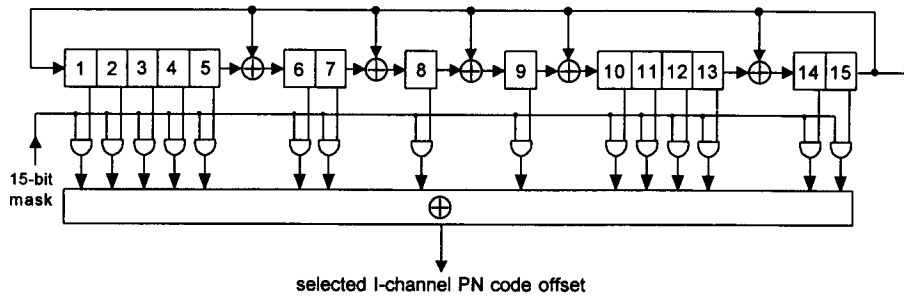 1 2 3 4 5 6 7 8 9 10 11 12 13 14 15
15-bit
mask
selected I-channel PN code offset